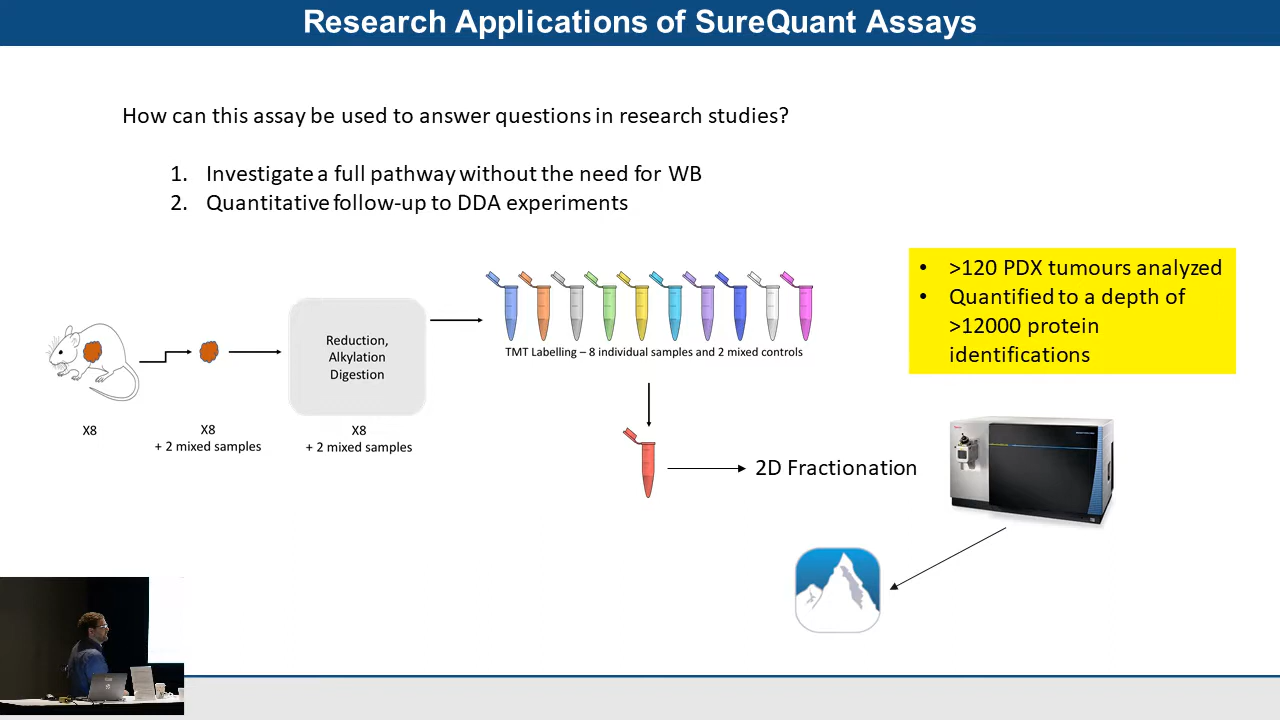 Research Applications of SureQuant Assays
How can this assay be used to answer questions in research studies?
1. Investigate a full pathway without the need for WB
2. Quantitative follow-up to DDA experiments
• >120 PDX tumours analyzed
• Quantified to a depth of
>12000 protein
identifications
Reduction,
Alkylation
Digestion
TMT Labelling – 8 individual samples and 2 mixed controls
X8
X8
+ 2 mixed samples
X8
+ 2 mixed samples
2D Fractionation